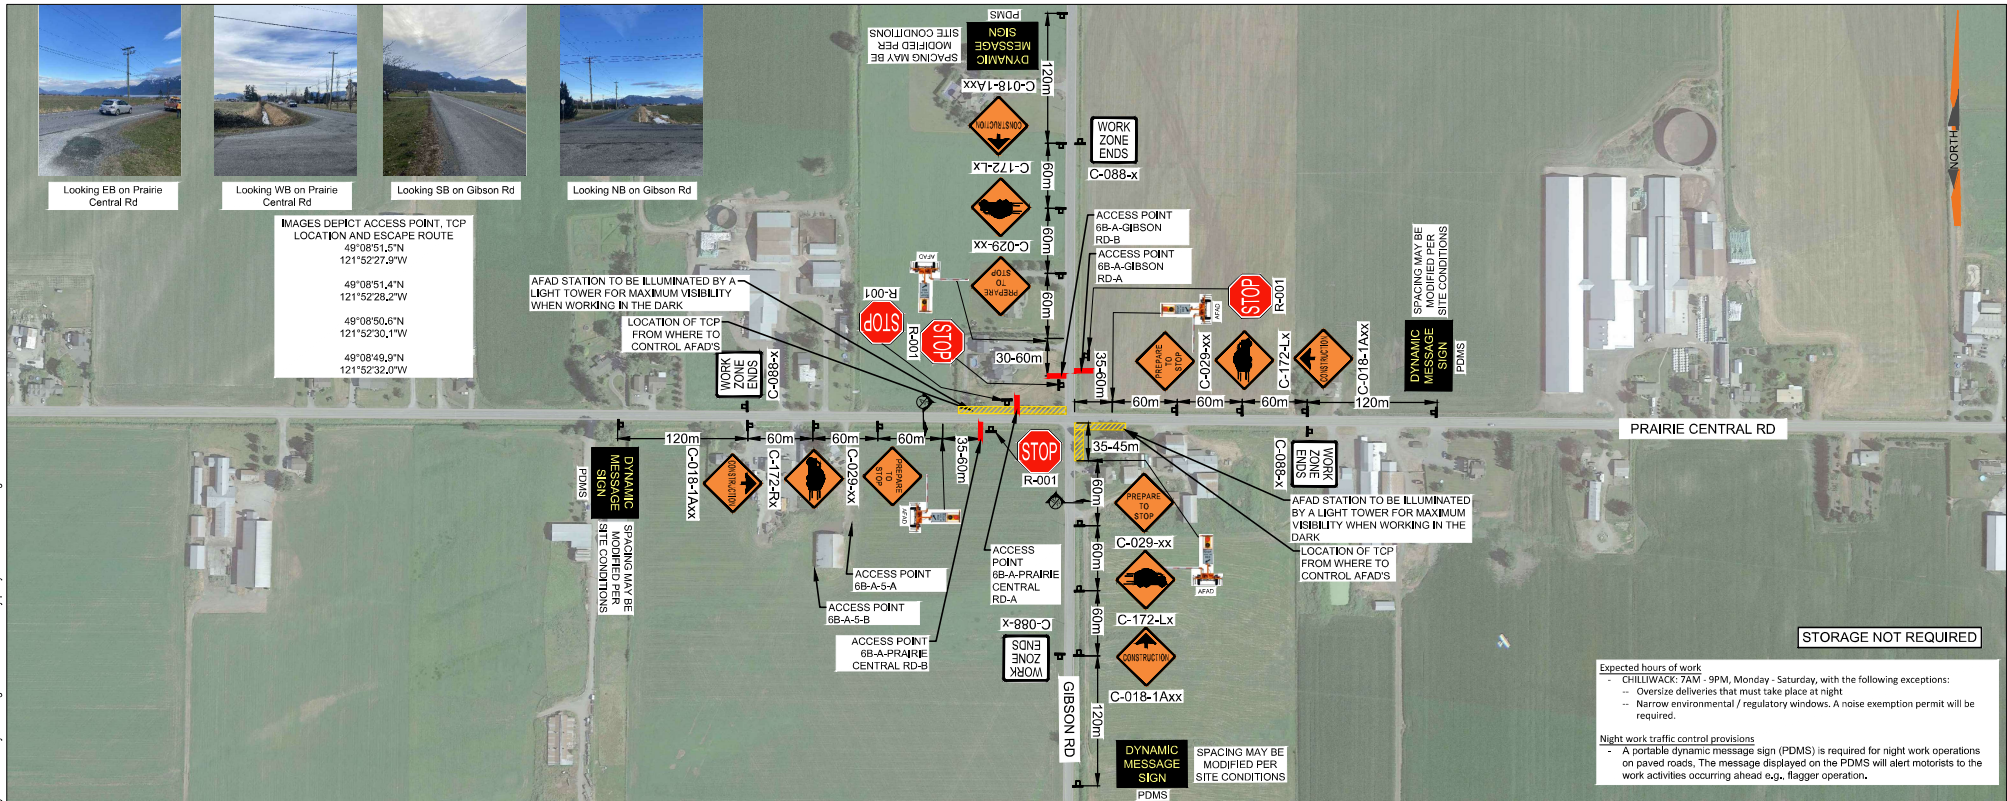 Looking EB on Prairie
Central Rd
Looking WB on Prairie
Central Rd
Looking SB on Gibson Rd
Looking NB on Gibson Rd
IMAGES DEPICT ACCESS POINT, TCP
LOCATION AND ESCAPE ROUTE
49°08'51.5"N
121°52'27.9"W
49°08'51.4"N
121°52'28.2"W
49°08'50.6"N
121°52'30.1"W
49°08'49.9"N
121°52'32.0"W
PDMS
DYNAMIC
MESSAGE
SIGN
SPACING MAY BE
MODIFIED PER
SITE CONDITIONS
120m
C-018-1Axx
CONSTRUCTION
WORK
ZONE
ENDS
C-088-x
60m
C-172-Lx
60m
C-029-xx
PREPARE
TO
STOP
60m
AFAD
R-001
STOP
R-001
STOP
30-60m
ACCESS POINT
6B-A-GIBSON
RD-B
ACCESS POINT
6B-A-GIBSON
RD-A
AFAD STATION TO BE ILLUMINATED BY A
LIGHT TOWER FOR MAXIMUM VISIBILITY
WHEN WORKING IN THE DARK
LOCATION OF TCP
FROM WHERE TO
CONTROL AFAD'S
WORK
ZONE
ENDS
C-088-x
AFAD
STOP
R-001
35-60m
PREPARE
TO
STOP
C-029-xx
C-172-Lx
CONSTRUCTION
C-018-1Axx
DYNAMIC
MESSAGE
SIGN
PDMS
SPACING MAY BE
MODIFIED PER
SITE CONDITIONS
60m
60m
60m
120m
NORTH
PRAIRIE CENTRAL RD
120m
60m
60m
60m
35-60m
PDMS
DYNAMIC
MESSAGE
SIGN
SPACING MAY BE
MODIFIED PER
SITE CONDITIONS
C-018-1Axx
CONSTRUCTION
C-172-Rx
C-029-xx
PREPARE
TO
STOP
AFAD
STOP
R-001
35-45m
C-088-x
WORK
ZONE
ENDS
ACCESS POINT
6B-A-5-A
ACCESS POINT
6B-A-5-B
ACCESS POINT
6B-A-PRAIRIE
CENTRAL RD-B
ACCESS
POINT
6B-A-PRAIRIE
CENTRAL
RD-A
60m
PREPARE
TO
STOP
C-029-xx
60m
C-172-Lx
AFAD
60m
CONSTRUCTION
C-018-1Axx
120m
C-088-x
WORK
ZONE
ENDS
GIBSON RD
DYNAMIC
MESSAGE
SIGN
PDMS
SPACING MAY BE
MODIFIED PER
SITE CONDITIONS
AFAD STATION TO BE ILLUMINATED
BY A LIGHT TOWER FOR MAXIMUM
VISIBILITY WHEN WORKING IN THE
DARK
LOCATION OF TCP
FROM WHERE TO
CONTROL AFAD'S
STORAGE NOT REQUIRED
Expected hours of work
- CHILLIWACK: 7AM - 9PM, Monday - Saturday, with the following exceptions:
-- Oversize deliveries that must take place at night
-- Narrow environmental / regulatory windows. A noise exemption permit will be
required.
Night work traffic control provisions
- A portable dynamic message sign (PDMS) is required for night work operations
on paved roads, The message displayed on the PDMS will alert motorists to the
work activities occurring ahead e.g., flagger operation.